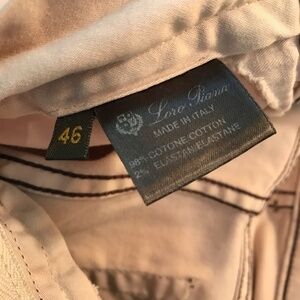 Loro Piana
MADE IN ITALY
98% COTONE-COTTON
2% ELASTAN-ELASTANE
46